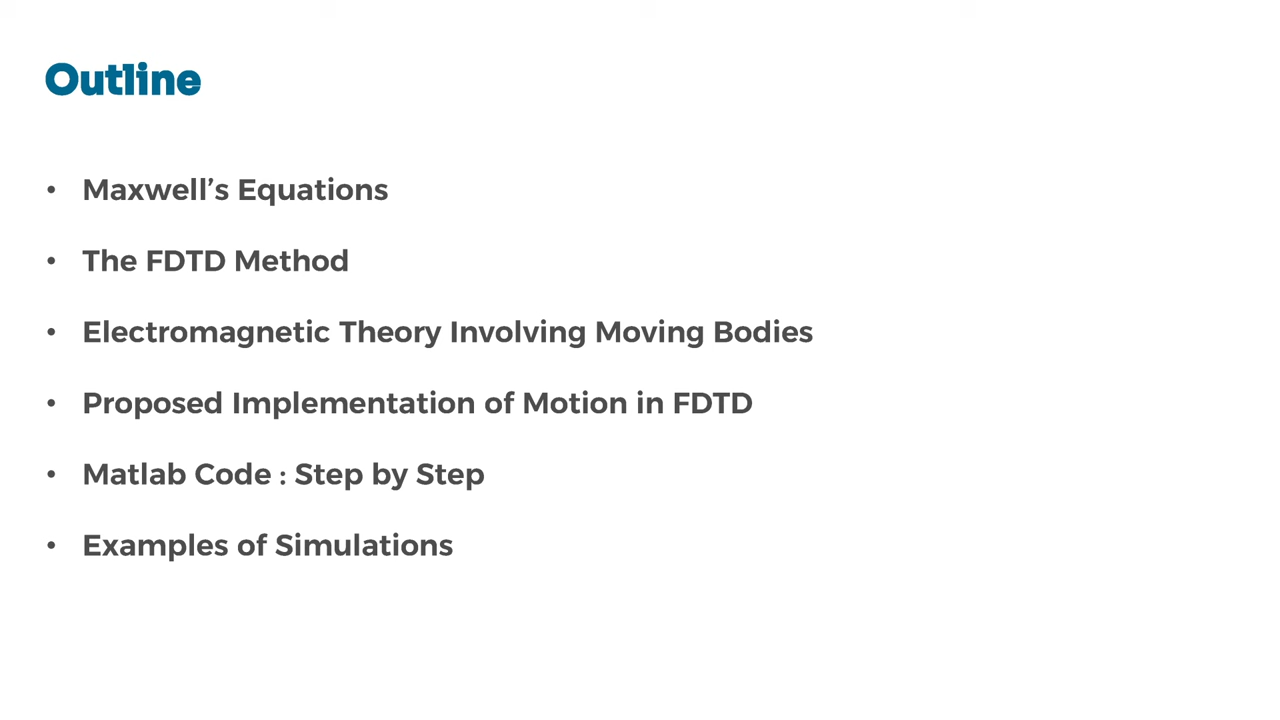 Outline
• Maxwell’s Equations
• The FDTD Method
• Electromagnetic Theory Involving Moving Bodies
• Proposed Implementation of Motion in FDTD
• Matlab Code : Step by Step
• Examples of Simulations